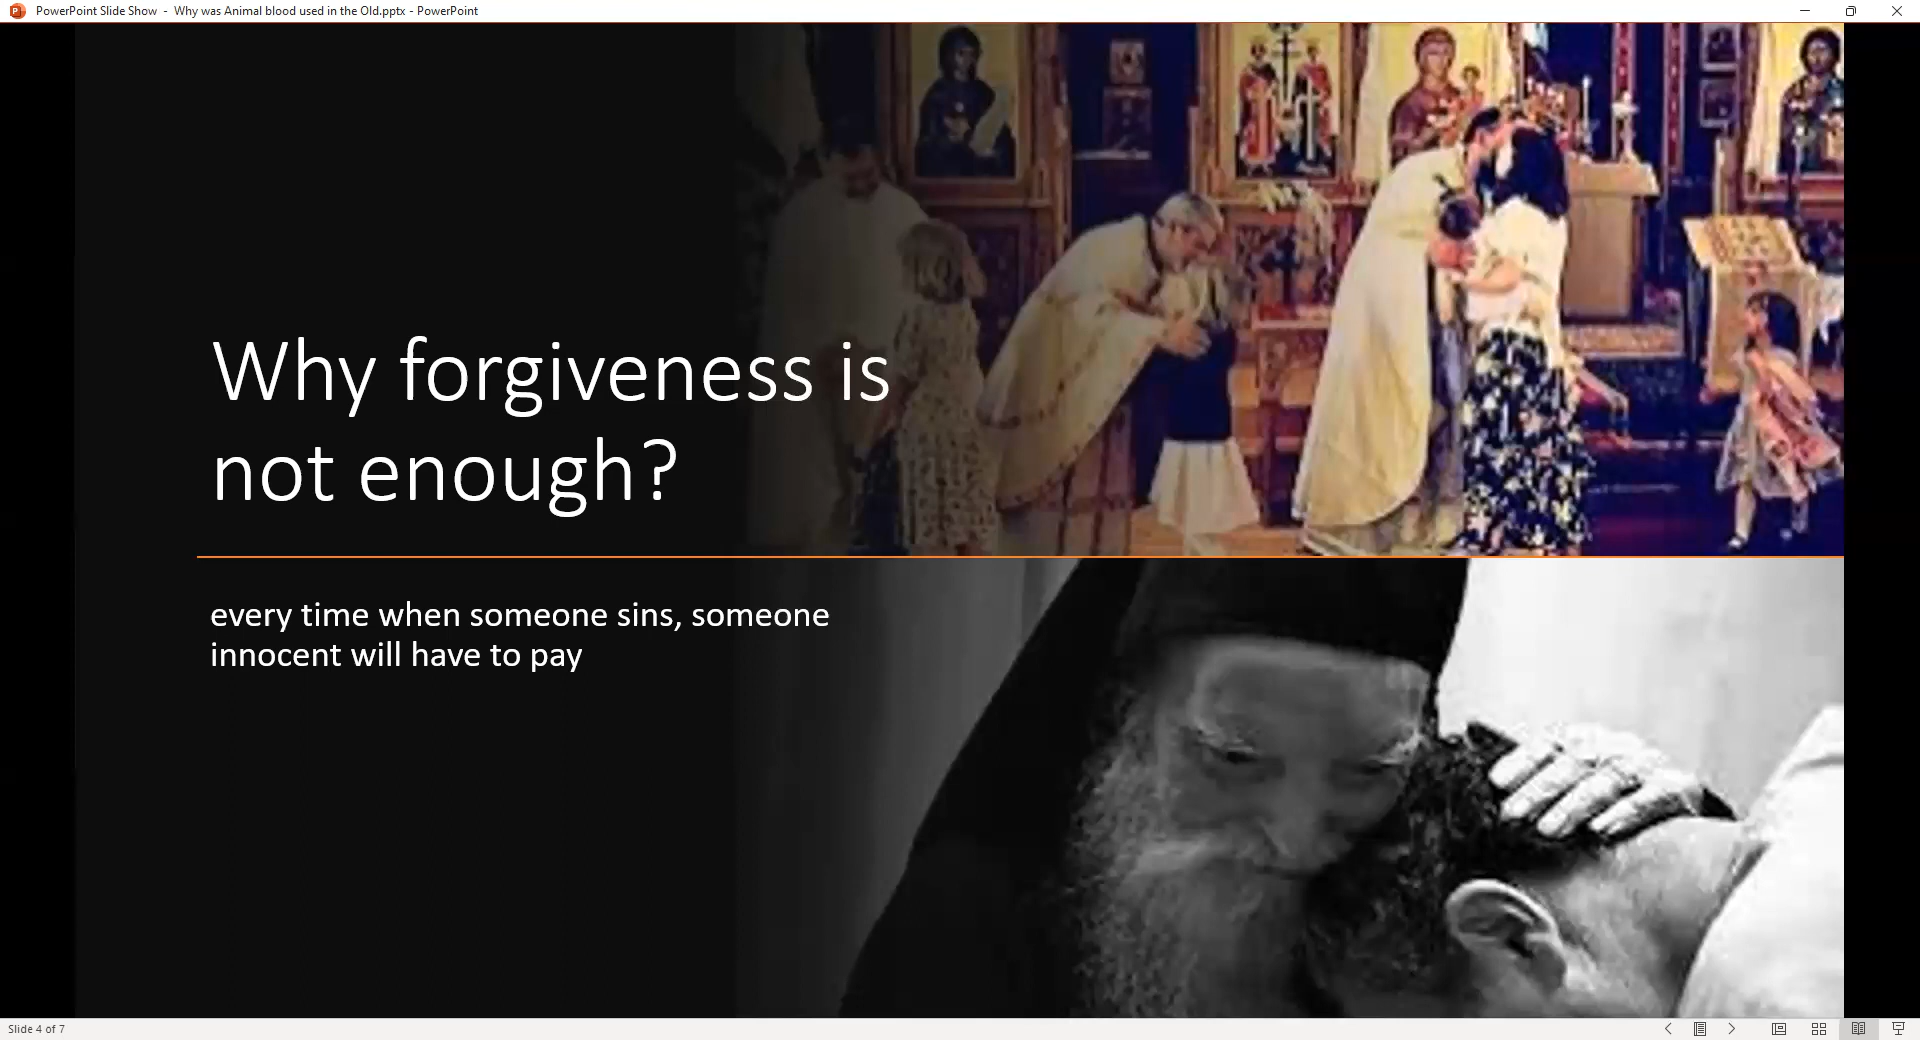 PowerPoint Slide Show - Why was Animal blood used in the Old.pptx - PowerPoint
Why forgiveness is
not enough?
every time when someone sins, someone
innocent will have to pay
Slide 4 of 7